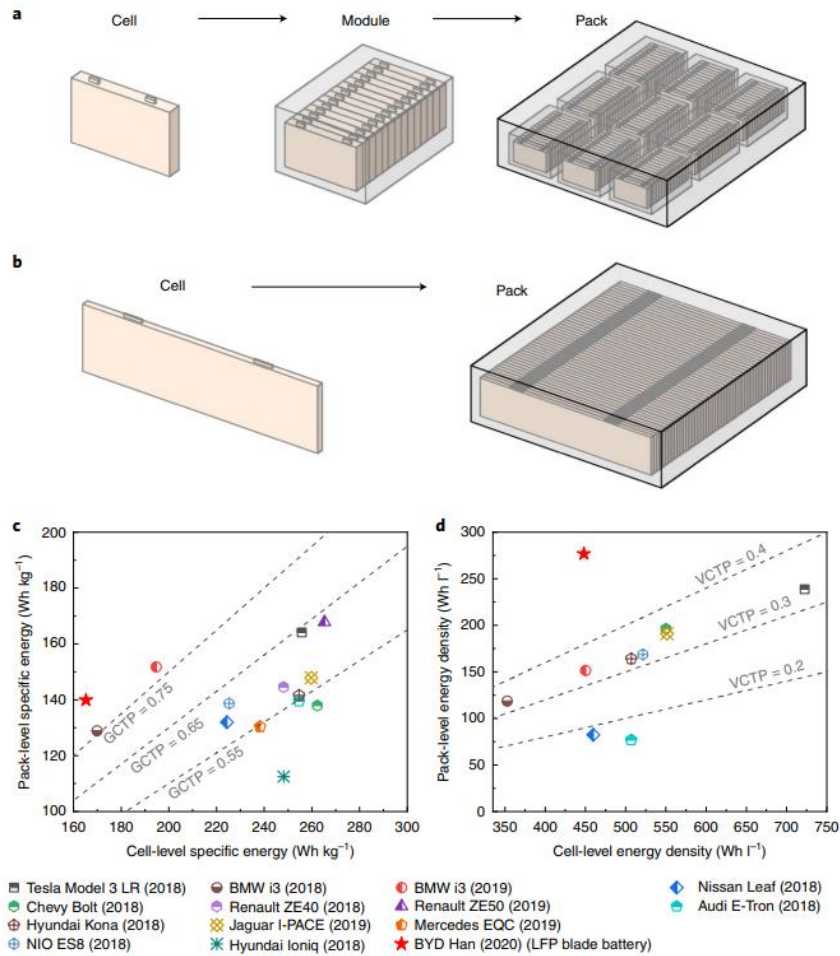 a
Cell
Module
Pack
b
Cell
Pack
c
200
180
160
140
120
100
160
180
200
220
240
260
280
300
Pack-level specific energy (Wh kg⁻¹)
Cell-level specific energy (Wh kg⁻¹)
GCTP = 0.75
GCTP = 0.65
GCTP = 0.55
d
300
250
200
150
100
50
0
350
400
450
500
550
600
650
700
750
Pack-level energy density (Wh l⁻¹)
Cell-level energy density (Wh l⁻¹)
VCTP = 0.4
VCTP = 0.3
VCTP = 0.2
Tesla Model 3 LR (2018)
BMW i3 (2018)
BMW i3 (2019)
Nissan Leaf (2018)
Chevy Bolt (2018)
Renault ZE40 (2018)
Renault ZE50 (2019)
Audi E-Tron (2018)
Hyundai Kona (2018)
Jaguar I-PACE (2019)
Mercedes EQC (2019)
NIO ES8 (2018)
Hyundai Ioniq (2018)
BYD Han (2020) (LFP blade battery)